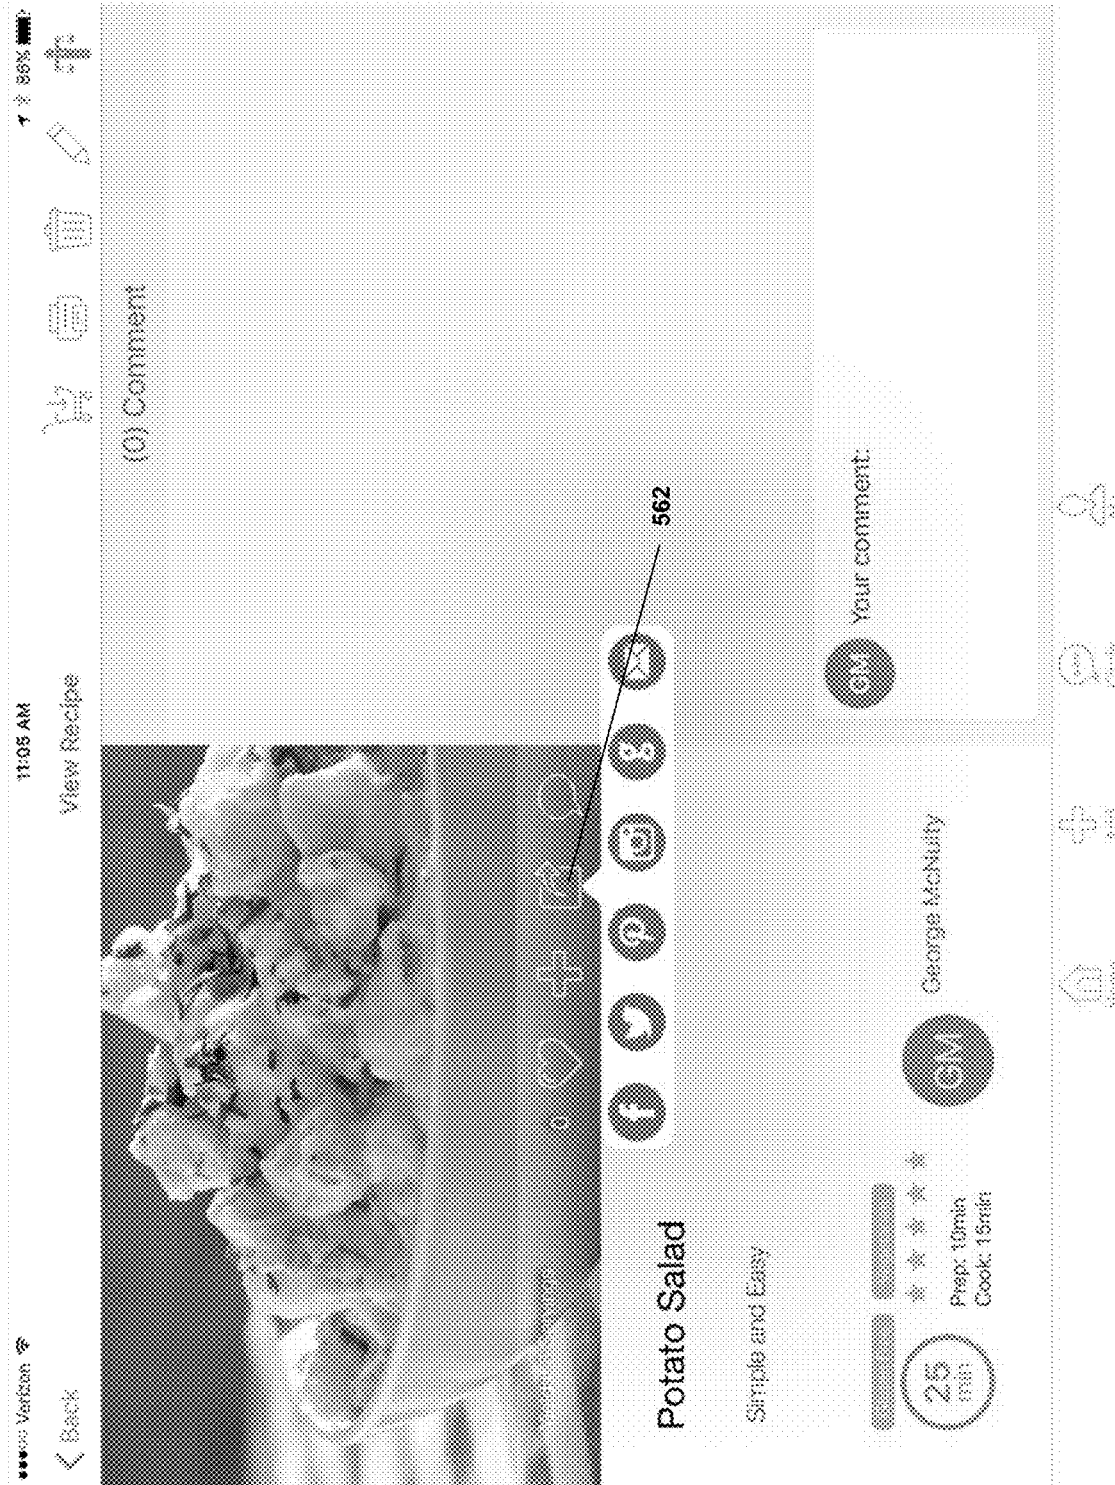 Verizon
11:05 AM
86%
Back
View Recipe
(0) Comment
0
562
Potato Salad
Simple and Easy
25
min
Prep: 10min
Cook: 15min
GM
George McNulty
GM
Your comment: